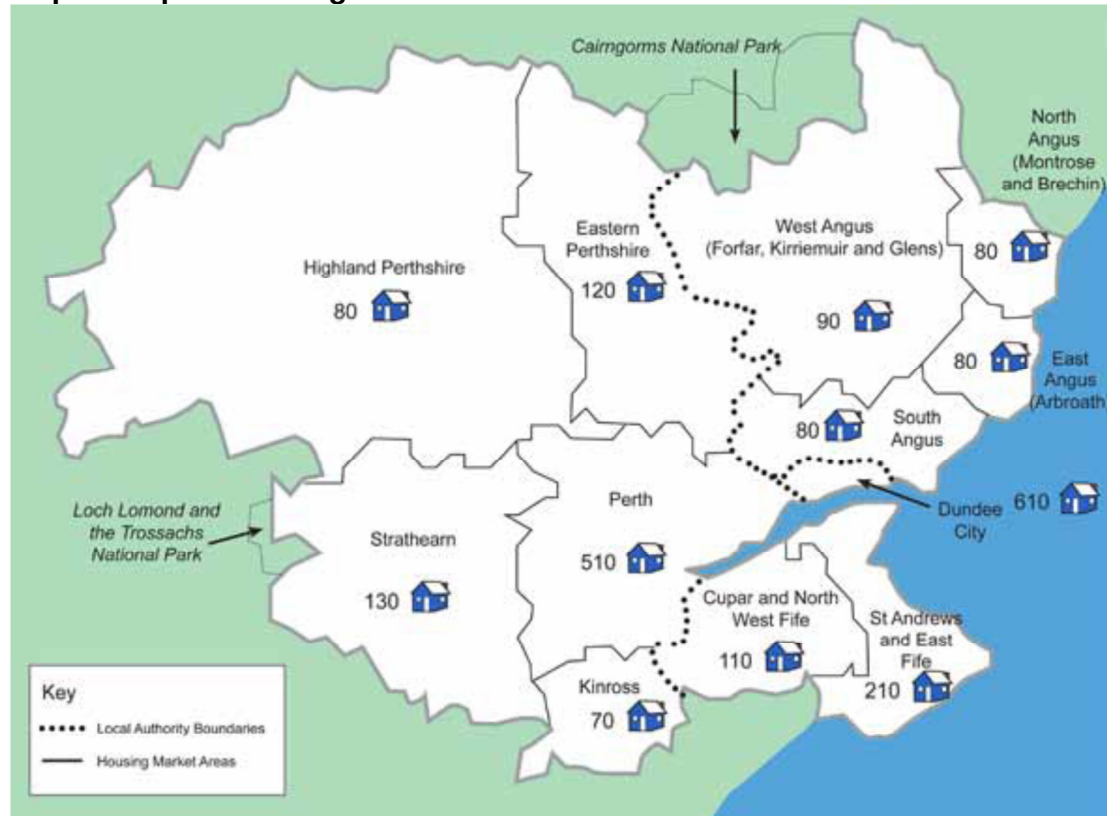 Cairngorms National Park
North
Angus
(Montrose
and Brechin)
Eastern
Perthshire
120
West Angus
(Forfar, Kirriemuir and Glens)
90
80
Highland Perthshire
80
80
East
Angus
(Arbroath)
South
Angus
80
Dundee
City
610
Loch Lomond and
the Trossachs
National Park
Strathearn
130
Perth
510
Cupar and North
West Fife
110
St Andrews
and East
Fife
210
Kinross
70
Key
Local Authority Boundaries
Housing Market Areas